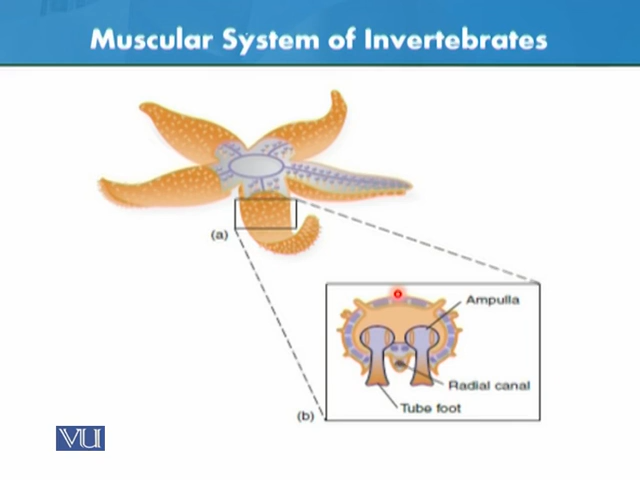 Muscular System of Invertebrates
(a)
Ampulla
Radial canal
Tube foot
(b)
VU